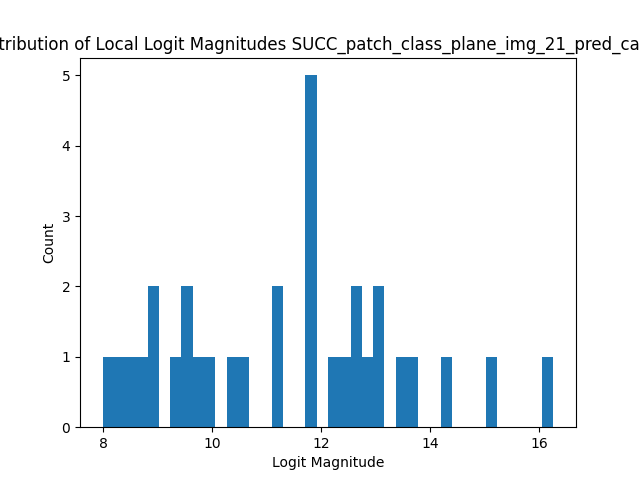 tribution of Local Logit Magnitudes SUCC_patch_class_plane_img_21_pred_ca
5
4
3
2
1
0
Count
8 10 12 14 16
Logit Magnitude